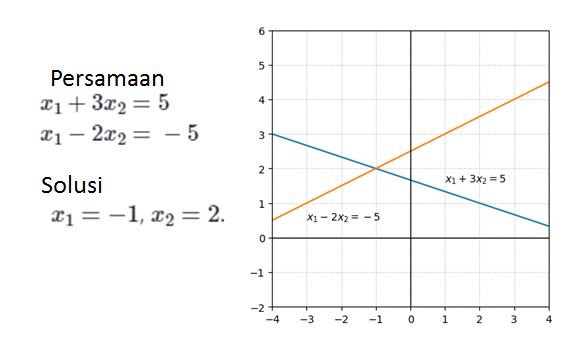 Persamaan
x₁ + 3x₂ = 5
x₁ − 2x₂ = − 5
Solusi
x₁ = −1, x₂ = 2.
6
5
4
3
2
1
0
−1
−2
x₁ + 3x₂ = 5
x₁ − 2x₂ = − 5
−4 −3 −2 −1 0 1 2 3 4